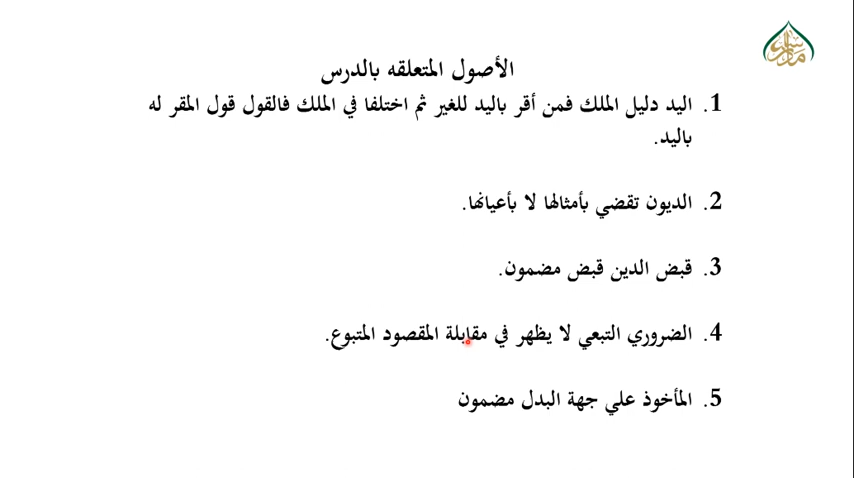 الأصول المتعلقه بالدرس
1. اليد دليل الملك فمن أقر باليد للغير ثم اختلفا في الملك فالقول قول المقر له
باليد.
2. الديون تقضي بأمثالها لا بأعيانها.
3. قبض الدين قبض مضمون.
4. الضروري التبعي لا يظهر في مقابلة المقصود المتبوع.
5. المأخوذ علي جهة البدل مضمون